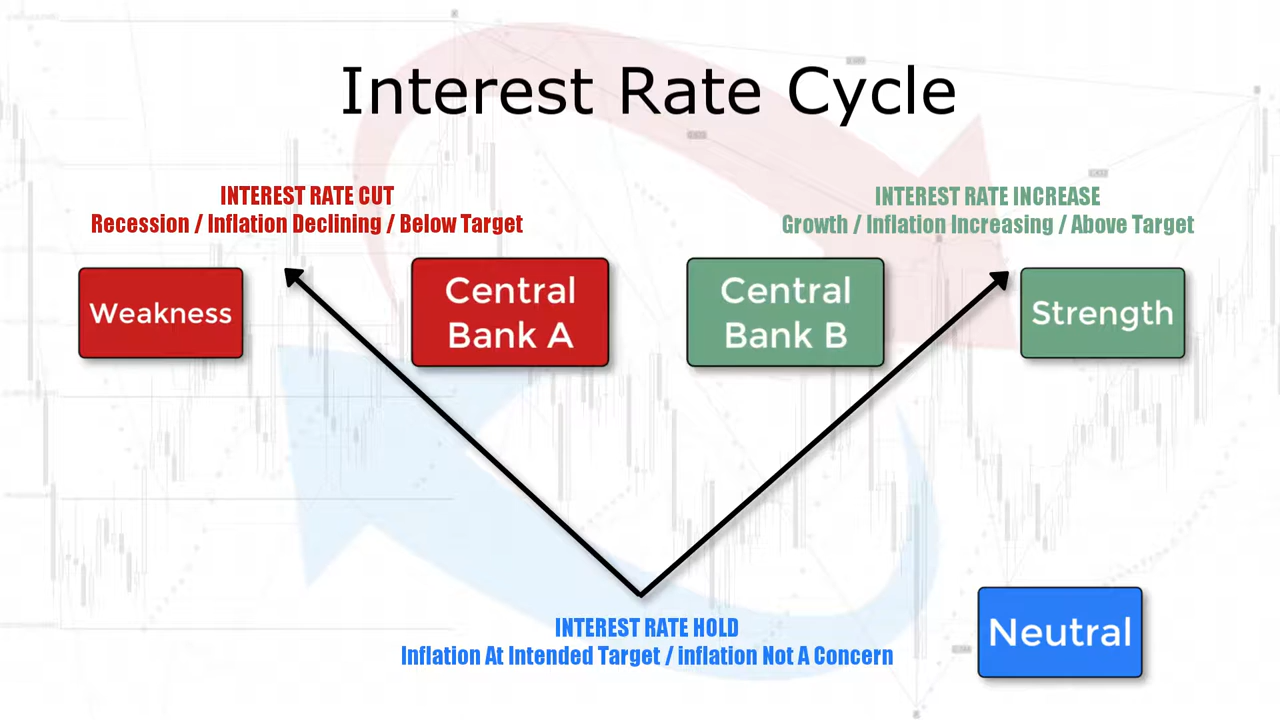 Interest Rate Cycle
INTEREST RATE CUT
Recession / Inflation Declining / Below Target
INTEREST RATE INCREASE
Growth / Inflation Increasing / Above Target
Weakness
Central
Bank A
Central
Bank B
Strength
INTEREST RATE HOLD
Inflation At Intended Target / inflation Not A Concern
Neutral